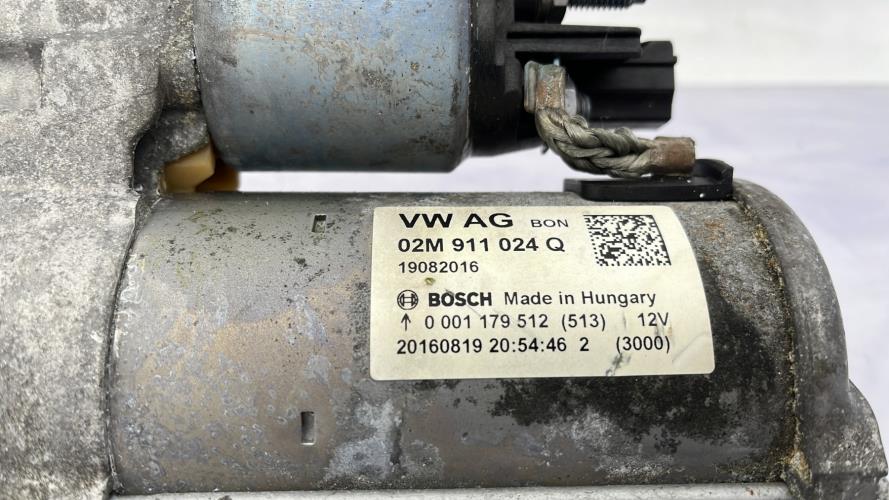 VW AG BON
02M 911 024 Q
19082016
BOSCH Made in Hungary
↑ 0 001 179 512 (513) 12V
20160819 20:54:46 2 (3000)